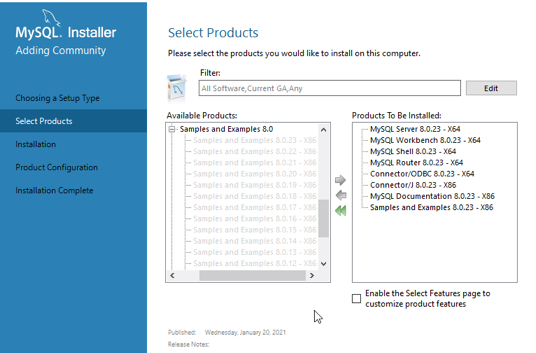 MySQL. Installer
Adding Community
Choosing a Setup Type
Select Products
Installation
Product Configuration
Installation Complete
Select Products
Please select the products you would like to install on this computer.
Filter:
All Software,Current GA,Any
Edit
Available Products:
Samples and Examples 8.0
Samples and Examples 8.0.23 - X86
Samples and Examples 8.0.22 - X86
Samples and Examples 8.0.21 - X86
Samples and Examples 8.0.20 - X86
Samples and Examples 8.0.19 - X86
Samples and Examples 8.0.18 - X86
Samples and Examples 8.0.17 - X86
Samples and Examples 8.0.16 - X86
Samples and Examples 8.0.15 - X86
Samples and Examples 8.0.14 - X86
Samples and Examples 8.0.13 - X86
Samples and Examples 8.0.12 - X86
Products To Be Installed:
MySQL Server 8.0.23 - X64
MySQL Workbench 8.0.23 - X64
MySQL Shell 8.0.23 - X64
MySQL Router 8.0.23 - X64
Connector/ODBC 8.0.23 - X64
Connector/J 8.0.23 - X86
MySQL Documentation 8.0.23 - X86
Samples and Examples 8.0.23 - X86
Enable the Select Features page to
customize product features
Published: Wednesday, January 20, 2021
Release Notes: